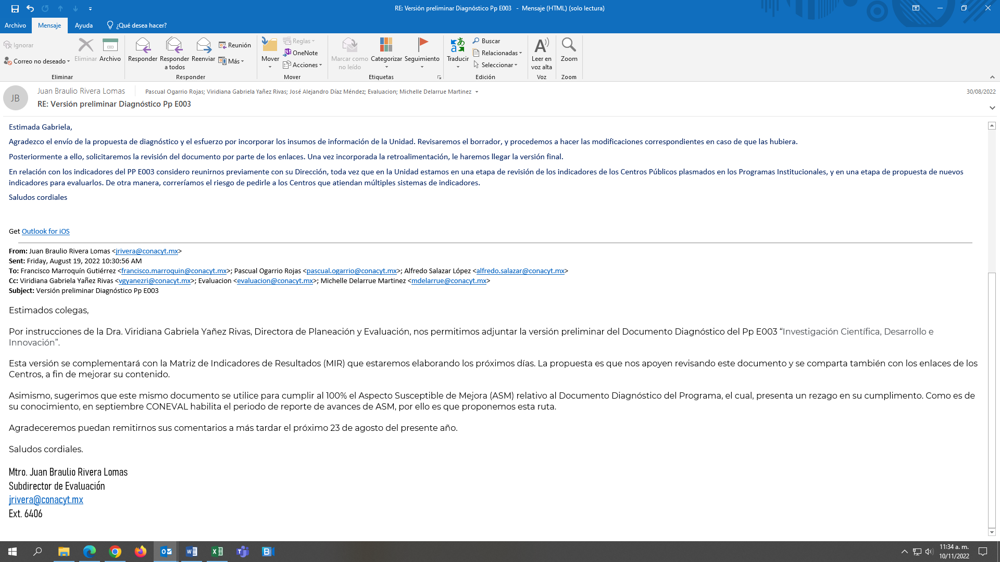 RE: Versión preliminar Diagnóstico Pp E003 - Mensaje (HTML) (solo lectura)
Archivo Mensaje Ayuda ¿Qué desea hacer?
Ignorar
Correo no deseado
Eliminar
Archivo
Eliminar
Responder
Responder a todos
Reenviar
Reunión
Más
Responder
Mover
Reglas
OneNote
Acciones
Mover
Marcar como no leído
Categorizar
Seguimiento
Etiquetas
Traducir
Buscar
Relacionadas
Seleccionar
Edición
Leer en voz alta
Voz
Zoom
Zoom
JB
Juan Braulio Rivera Lomas
Pascual Ogarrio Rojas; Viridiana Gabriela Yañez Rivas; José Alejandro Díaz Méndez; Evaluacion; Michelle Delarrue Martinez
30/08/2022
RE: Versión preliminar Diagnóstico Pp E003
Estimada Gabriela,
Agradezco el envío de la propuesta de diagnóstico y el esfuerzo por incorporar los insumos de información de la Unidad. Revisaremos el borrador, y procedemos a hacer las modificaciones correspondientes en caso de que las hubiera.
Posteriormente a ello, solicitaremos la revisión del documento por parte de los enlaces. Una vez incorporada la retroalimentación, le haremos llegar la versión final.
En relación con los indicadores del PP E003 considero reunirnos previamente con su Dirección, toda vez que en la Unidad estamos en una etapa de revisión de los indicadores de los Centros Públicos plasmados en los Programas Institucionales, y en una etapa de propuesta de nuevos
indicadores para evaluarlos. De otra manera, correríamos el riesgo de pedirle a los Centros que atiendan múltiples sistemas de indicadores.
Saludos cordiales
Get Outlook for iOS
From: Juan Braulio Rivera Lomas <jrivera@conacyt.mx>
Sent: Friday, August 19, 2022 10:30:56 AM
To: Francisco Marroquín Gutiérrez <francisco.marroquin@conacyt.mx>; Pascual Ogarrio Rojas <pascual.ogarrio@conacyt.mx>; Alfredo Salazar López <alfredo.salazar@conacyt.mx>
Cc: Viridiana Gabriela Yañez Rivas <vgyanezri@conacyt.mx>; Evaluacion <evaluacion@conacyt.mx>; Michelle Delarrue Martinez <mdelarrue@conacyt.mx>
Subject: Versión preliminar Diagnóstico Pp E003
Estimados colegas,
Por instrucciones de la Dra. Viridiana Gabriela Yañez Rivas, Directora de Planeación y Evaluación, nos permitimos adjuntar la versión preliminar del Documento Diagnóstico del Pp E003 “Investigación Científica, Desarrollo e
Innovación”.
Esta versión se complementará con la Matriz de Indicadores de Resultados (MIR) que estaremos elaborando los próximos días. La propuesta es que nos apoyen revisando este documento y se comparta también con los enlaces de los
Centros, a fin de mejorar su contenido.
Asimismo, sugerimos que este mismo documento se utilice para cumplir al 100% el Aspecto Susceptible de Mejora (ASM) relativo al Documento Diagnóstico del Programa, el cual, presenta un rezago en su cumplimento. Como es de
su conocimiento, en septiembre CONEVAL habilita el periodo de reporte de avances de ASM, por ello es que proponemos esta ruta.
Agradeceremos puedan remitirnos sus comentarios a más tardar el próximo 23 de agosto del presente año.
Saludos cordiales.
Mtro. Juan Braulio Rivera Lomas
Subdirector de Evaluación
jrivera@conacyt.mx
Ext. 6406
11:34 a. m.
10/11/2022